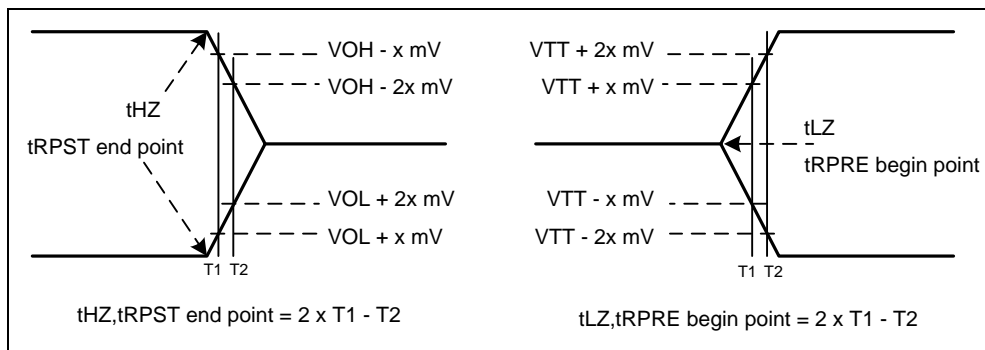 VOH - x mV
VOH - 2x mV
tHZ
tRPST end point
VOL + 2x mV
VOL + x mV
T1 T2
tHZ,tRPST end point = 2 x T1 - T2
VTT + 2x mV
VTT + x mV
tLZ
tRPRE begin point
VTT - x mV
VTT - 2x mV
T1 T2
tLZ,tRPRE begin point = 2 x T1 - T2